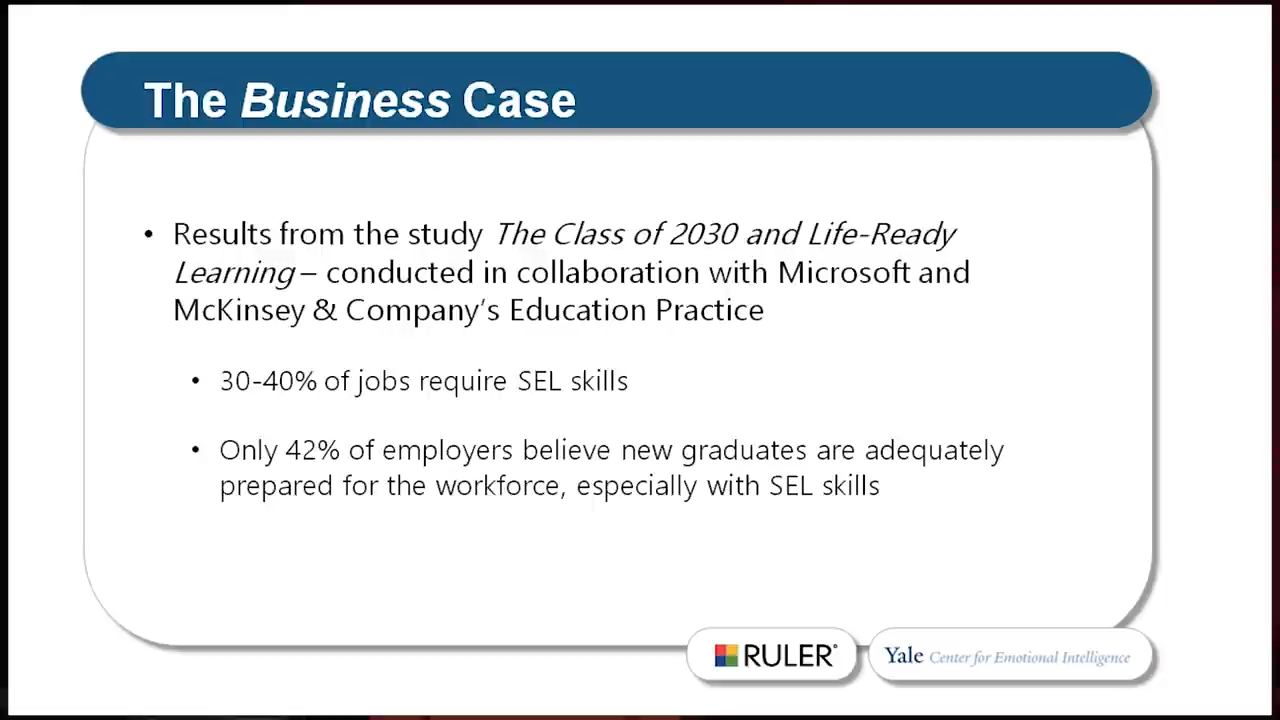 The Business Case
• Results from the study The Class of 2030 and Life-Ready
Learning – conducted in collaboration with Microsoft and
McKinsey & Company’s Education Practice
• 30-40% of jobs require SEL skills
• Only 42% of employers believe new graduates are adequately
prepared for the workforce, especially with SEL skills
RULER®
Yale Center for Emotional Intelligence